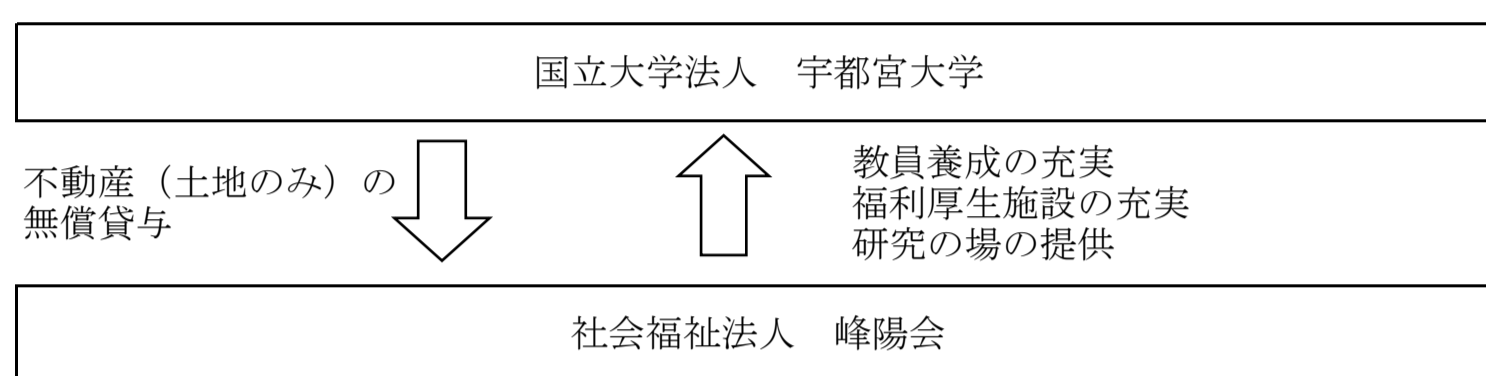 国立大学法人　宇都宮大学
不動産（土地のみ）の
無償貸与
教員養成の充実
福利厚生施設の充実
研究の場の提供
社会福祉法人　峰陽会